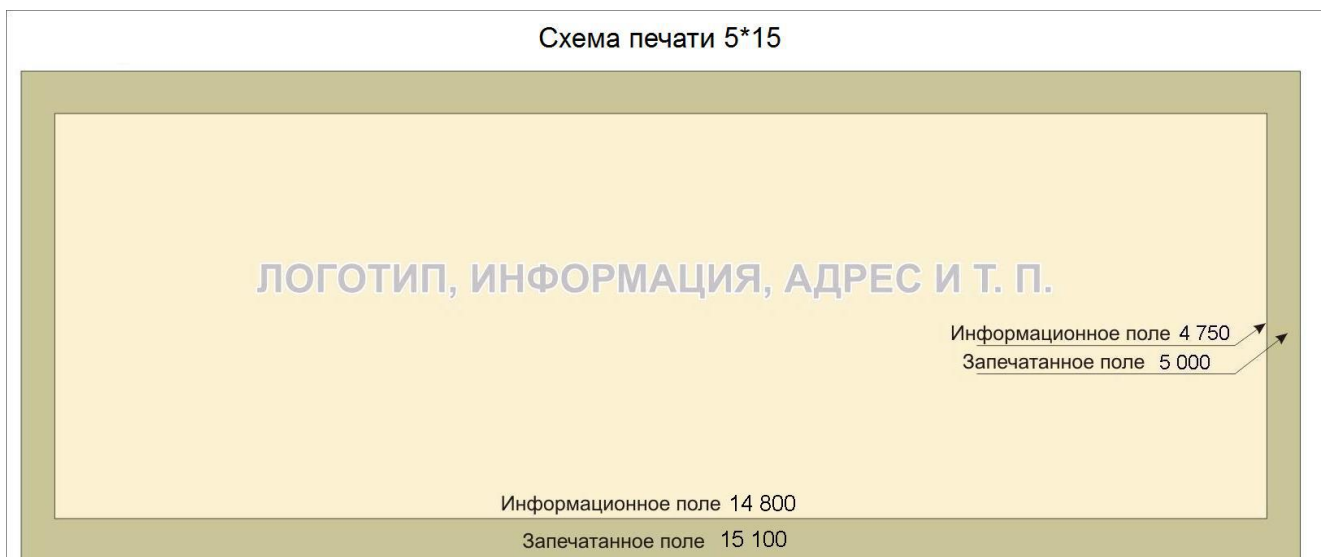 Схема печати 5*15
ЛОГОТИП, ИНФОРМАЦИЯ, АДРЕС И Т. П.
Информационное поле 4 750
Запечатанное поле 5 000
Информационное поле 14 800
Запечатанное поле 15 100